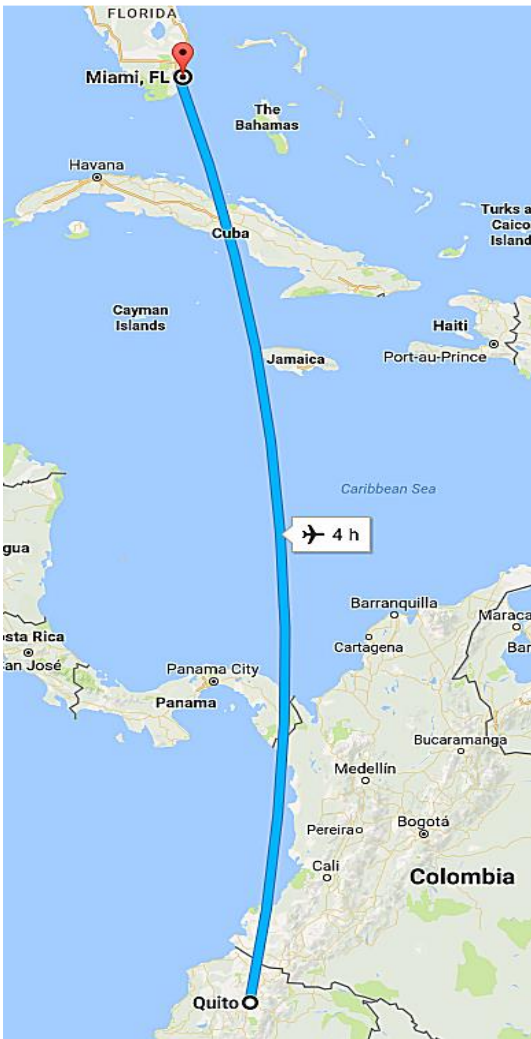 FLORIDA
Miami, FL
The
Bahamas
Havana
Cuba
Turks a
Caico
Island
Cayman
Islands
Haiti
Jamaica
Port-au-Prince
Caribbean Sea
4 h
gua
Barranquilla
Maraca
osta Rica
Cartagena
Bar
an José
Panama City
Panama
Bucaramanga
Medellín
Pereira
Bogotá
Cali
Colombia
Quito